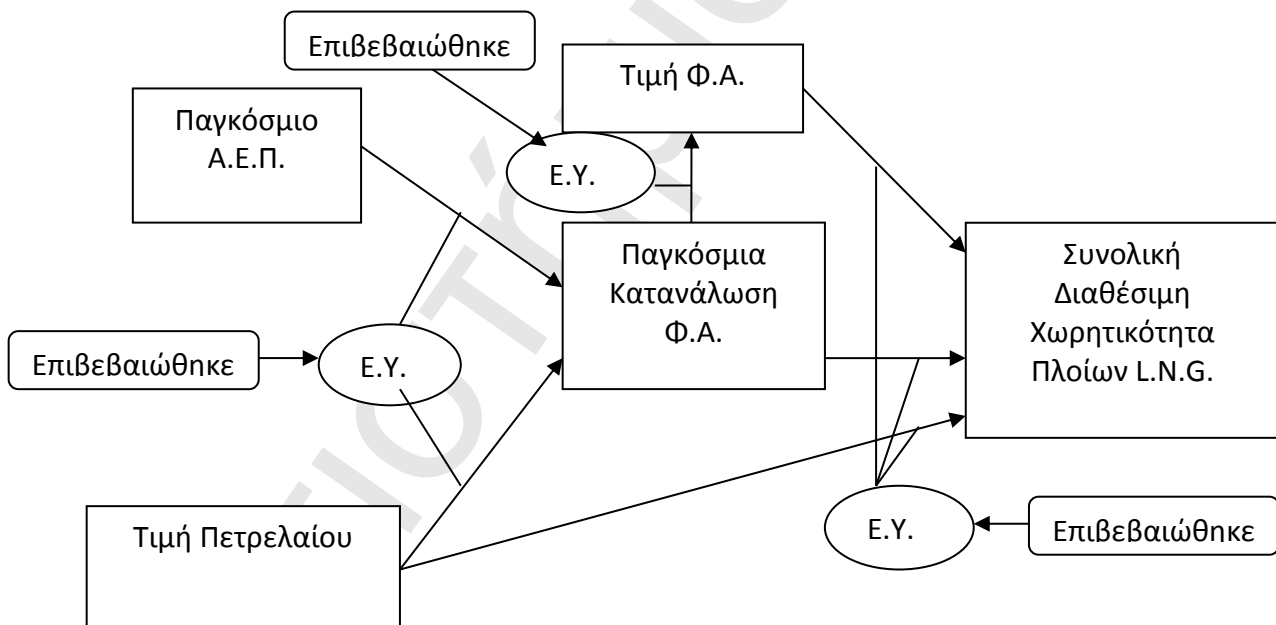 Επιβεβαιώθηκε
Τιμή Φ.Α.
Παγκόσμιο
Α.Ε.Π.
Ε.Υ.
Παγκόσμια
Κατανάλωση
Φ.Α.
Συνολική
Διαθέσιμη
Χωρητικότητα
Πλοίων L.N.G.
Επιβεβαιώθηκε
Ε.Υ.
Τιμή Πετρελαίου
Ε.Υ.
Επιβεβαιώθηκε